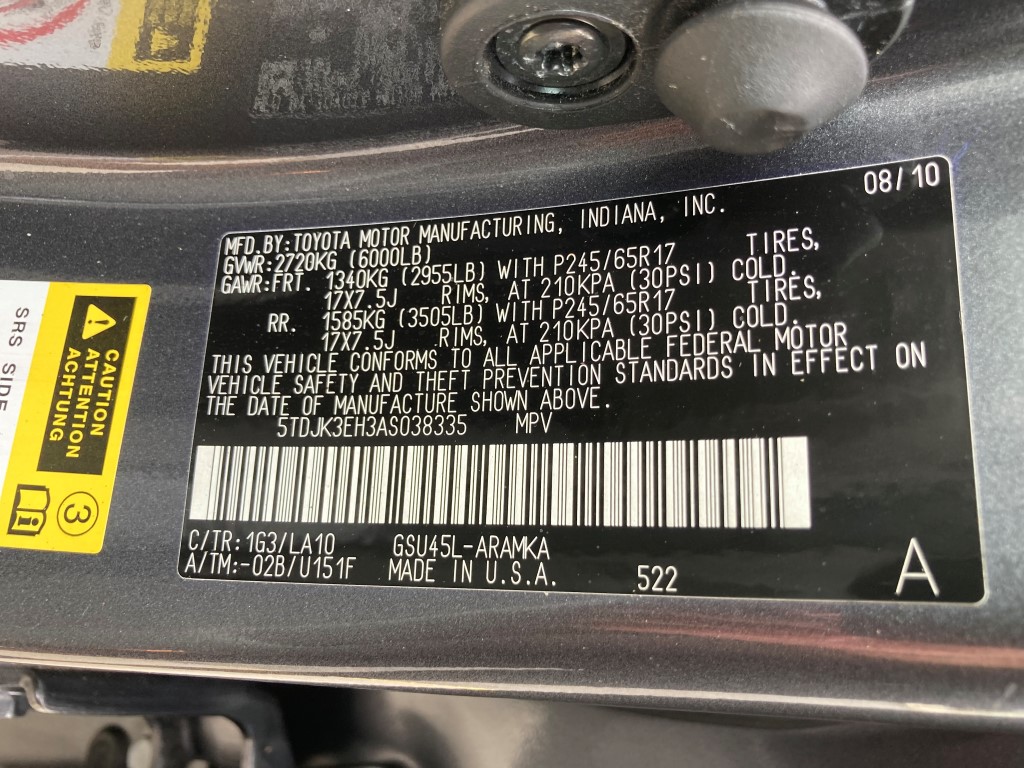 08/10
MFD.BY:TOYOTA MOTOR MANUFACTURING, INDIANA, INC.
GVWR:2720KG (6000LB)
GAWR:FRT. 1340KG (2955LB) WITH P245/65R17 TIRES,
17X7.5J RIMS, AT 210KPA (30PSI) COLD.
RR. 1585KG (3505LB) WITH P245/65R17 TIRES,
17X7.5J RIMS, AT 210KPA (30PSI) COLD.
THIS VEHICLE CONFORMS TO ALL APPLICABLE FEDERAL MOTOR
VEHICLE SAFETY AND THEFT PREVENTION STANDARDS IN EFFECT ON
THE DATE OF MANUFACTURE SHOWN ABOVE.
5TDJK3EH3AS038335 MPV
C/TR:1G3/LA10 GSU45L-ARAMKA
A/TM:-02B/U151F MADE IN U.S.A. 522 A
CAUTION
ATTENTION
ACHTUNG
3
SRS SIDE